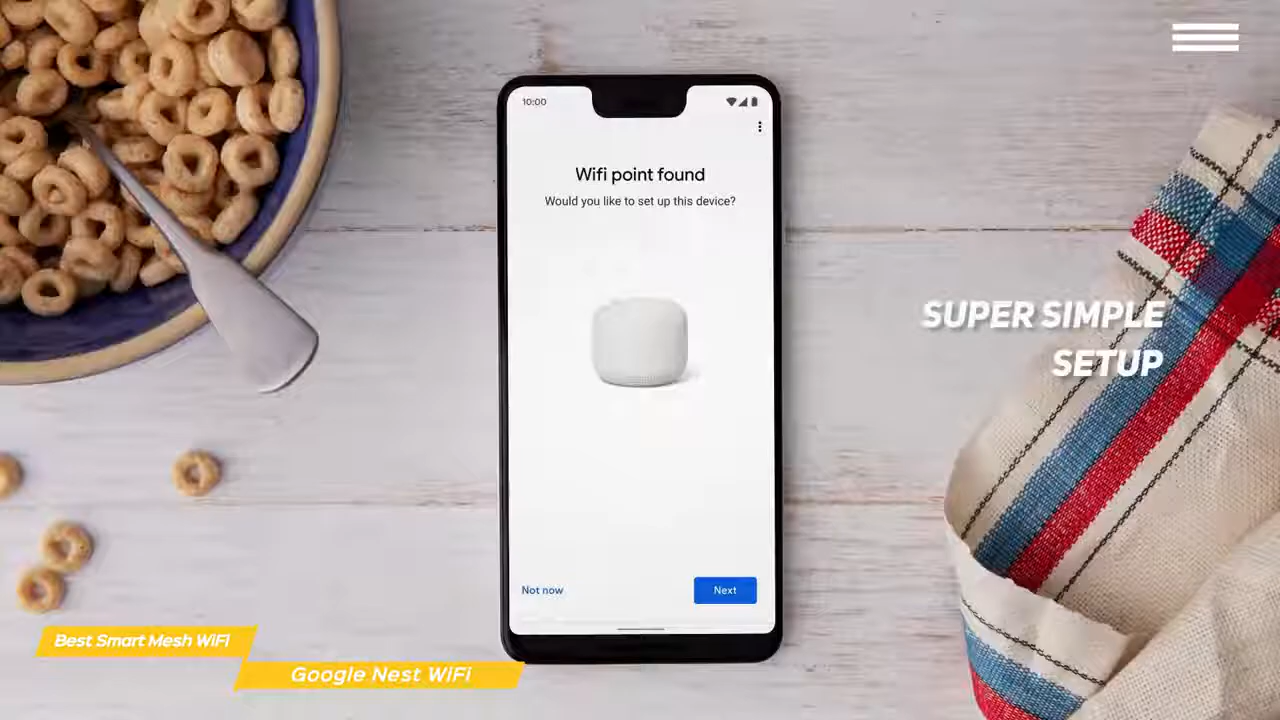 10:00
Wifi point found
Would you like to set up this device?
SUPER SIMPLE
SETUP
Not now
Next
Best Smart Mesh WiFi
Google Nest WiFi